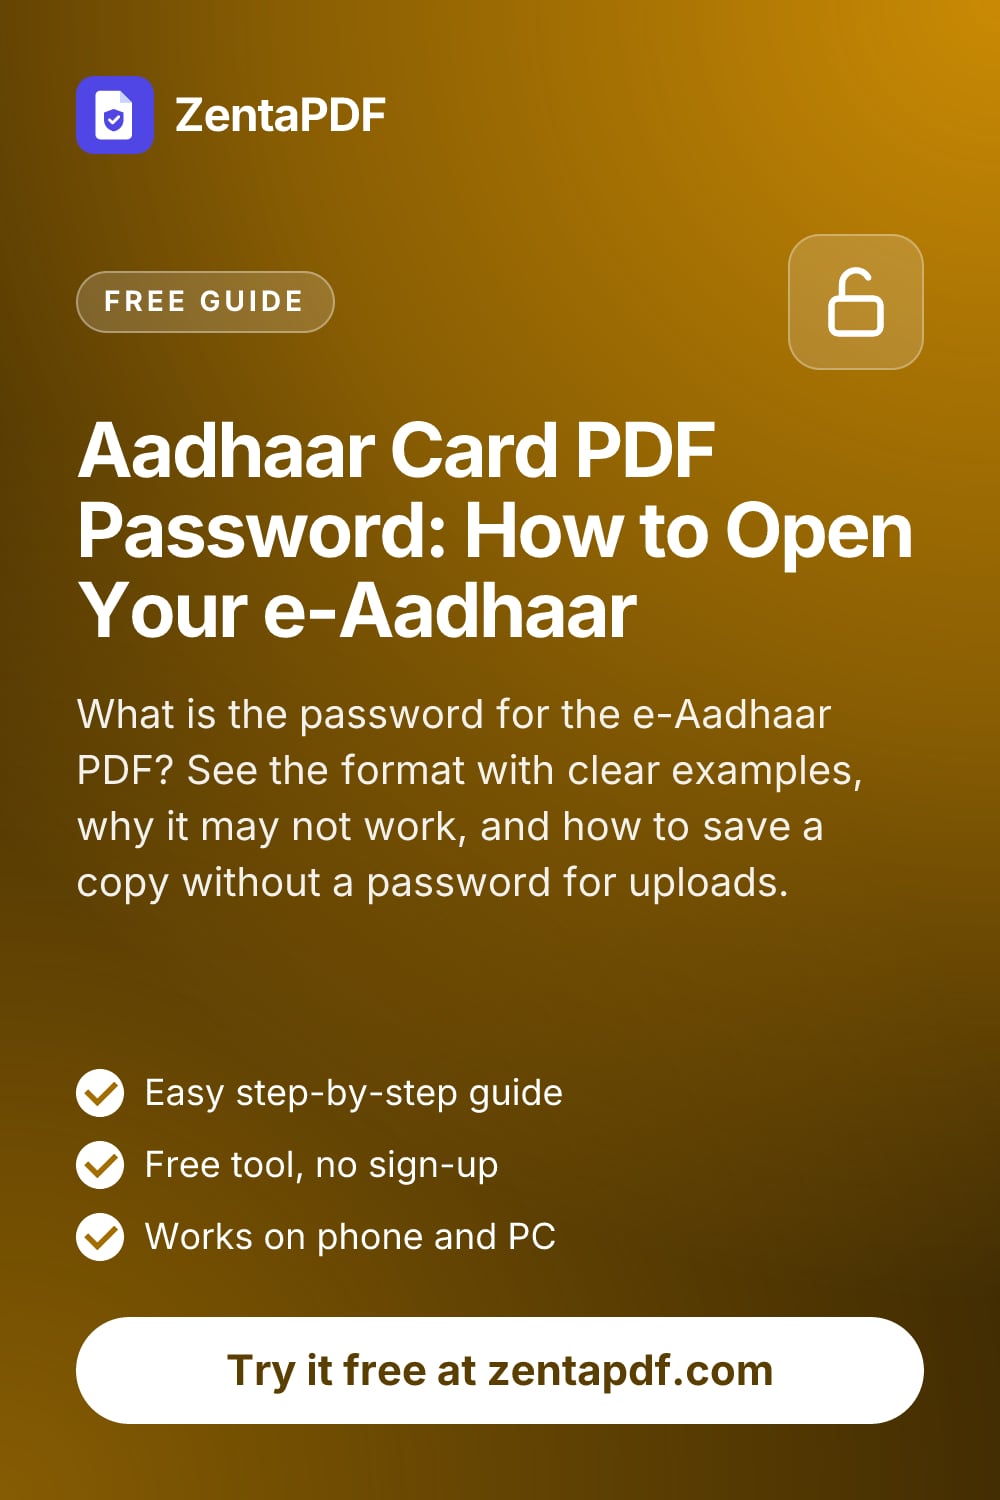 ZentaPDF
FREE GUIDE
Aadhaar Card PDF
Password: How to Open
Your e-Aadhaar
What is the password for the e-Aadhaar
PDF? See the format with clear examples,
why it may not work, and how to save a
copy without a password for uploads.
Easy step-by-step guide
Free tool, no sign-up
Works on phone and PC
Try it free at zentapdf.com